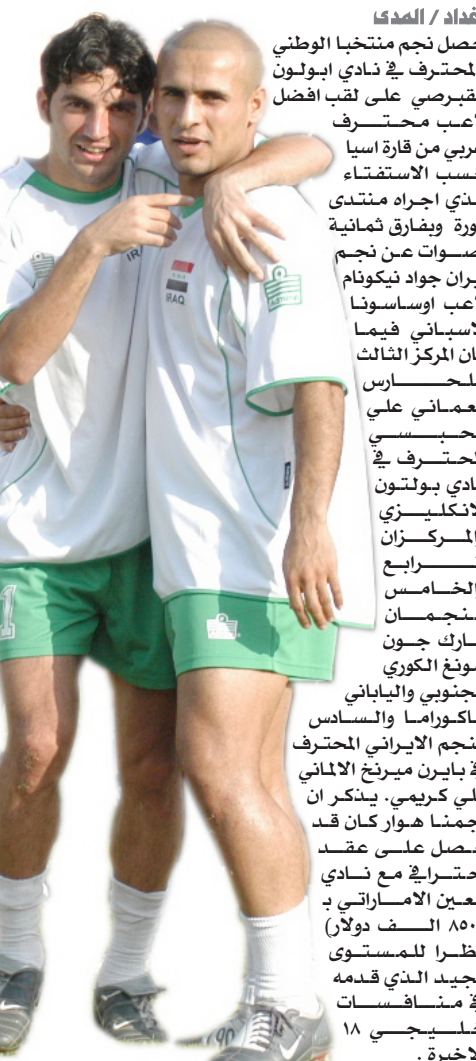 بغداد / المدى
حصل نجم منتخبا الوطني
المحترف في نادي ابولون
القبرصي على لقب افضل
لاعب محترف
عربي من قارة اسيا
حسب الاستفتاء
الذي اجراه منتدى
كورة وبفارق ثمانية
اصوات عن نجم
ايران جواد نيكونام
لاعب اوساسونا
الاسباني فيما
كان المركز الثالث
للحارس
العماني علي
الحبسي
المحترف في
نادي بولتون
الانكليزي
والمركزان
الرابع
والخامس
للنجمان
بارك جون
يونغ الكوري
الجنوبي والياباني
ناكوراما والسادس
للنجم الايراني المحترف
في بايرن ميرنخ الالماني
علي كريمي. يذكر ان
نجمنا هوار كان قد
حصل على عقد
احترافي مع نادي
العين الاماراتي بـ
٨٥٠ الف دولار)
نظرا للمستوى
الجيد الذي قدمه
في منافسات
خليجي ١٨
الاخيرة .
IRAQ